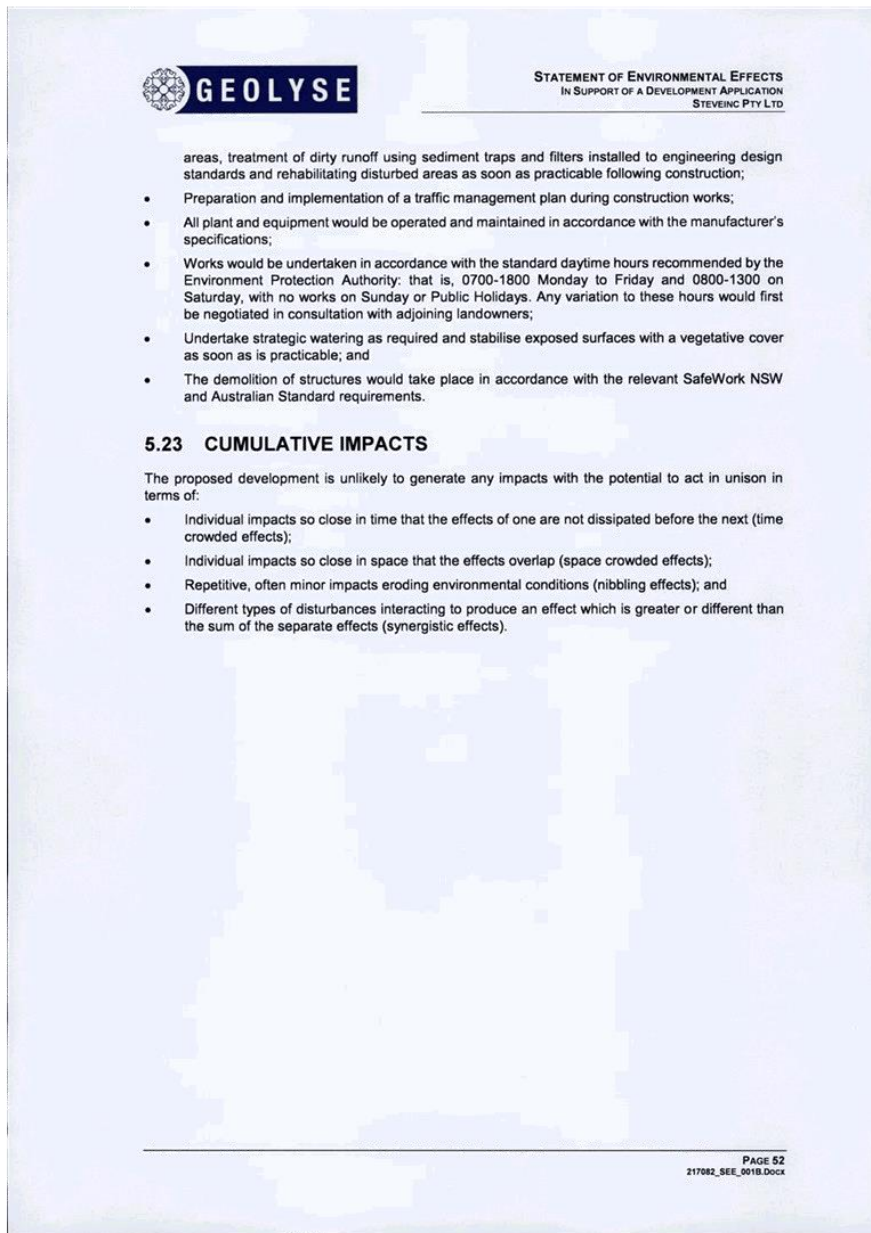 GEOLYSE
STATEMENT OF ENVIRONMENTAL EFFECTS
IN SUPPORT OF A DEVELOPMENT APPLICATION
STEVEINC PTY LTD
areas, treatment of dirty runoff using sediment traps and filters installed to engineering design
standards and rehabilitating disturbed areas as soon as practicable following construction;
• Preparation and implementation of a traffic management plan during construction works;
• All plant and equipment would be operated and maintained in accordance with the manufacturer's
specifications;
• Works would be undertaken in accordance with the standard daytime hours recommended by the
Environment Protection Authority: that is, 0700-1800 Monday to Friday and 0800-1300 on
Saturday, with no works on Sunday or Public Holidays. Any variation to these hours would first
be negotiated in consultation with adjoining landowners;
• Undertake strategic watering as required and stabilise exposed surfaces with a vegetative cover
as soon as is practicable; and
• The demolition of structures would take place in accordance with the relevant SafeWork NSW
and Australian Standard requirements.
5.23 CUMULATIVE IMPACTS
The proposed development is unlikely to generate any impacts with the potential to act in unison in
terms of:
• Individual impacts so close in time that the effects of one are not dissipated before the next (time
crowded effects);
• Individual impacts so close in space that the effects overlap (space crowded effects);
• Repetitive, often minor impacts eroding environmental conditions (nibbling effects); and
• Different types of disturbances interacting to produce an effect which is greater or different than
the sum of the separate effects (synergistic effects).
PAGE 52
217082_SEE_001B.Docx